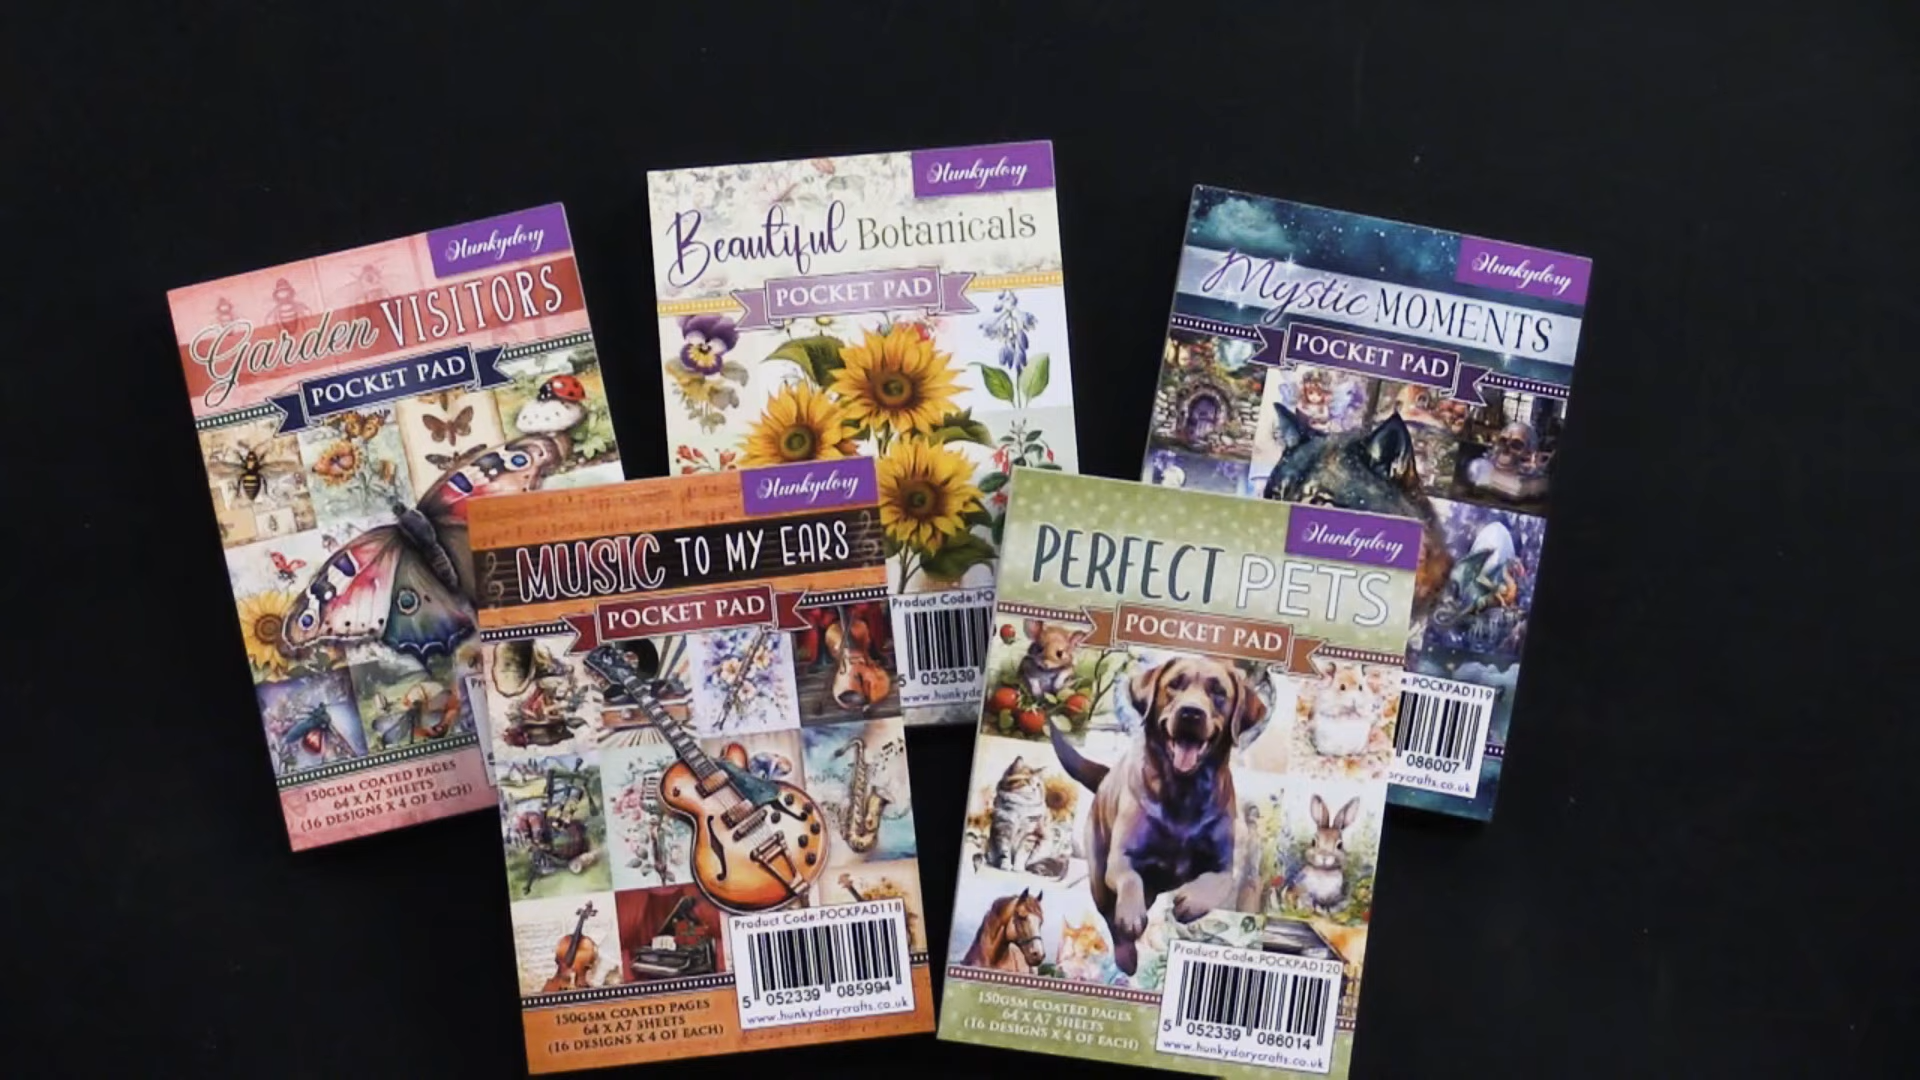 Hunkydory
Garden VISITORS
POCKET PAD
150GSM COATED PAGES
64 X A7 SHEETS
(16 DESIGNS X 4 OF EACH)
Hunkydory
Beautiful Botanicals
POCKET PAD
Product Code:PO
5 052339
www.hunkydo
Hunkydory
Mystic MOMENTS
POCKET PAD
e:POCKPAD119
086007
orycrafts.co.uk
Hunkydory
MUSIC TO MY EARS
POCKET PAD
Product Code:POCKPAD118
5 052339 085994
www.hunkydorycrafts.co.uk
150GSM COATED PAGES
64 X A7 SHEETS
(16 DESIGNS X 4 OF EACH)
Hunkydory
PERFECT PETS
POCKET PAD
Product Code:POCKPAD120
5 052339 086014
www.hunkydorycrafts.co.uk
150GSM COATED PAGES
64 X A7 SHEETS
(16 DESIGNS X 4 OF EACH)